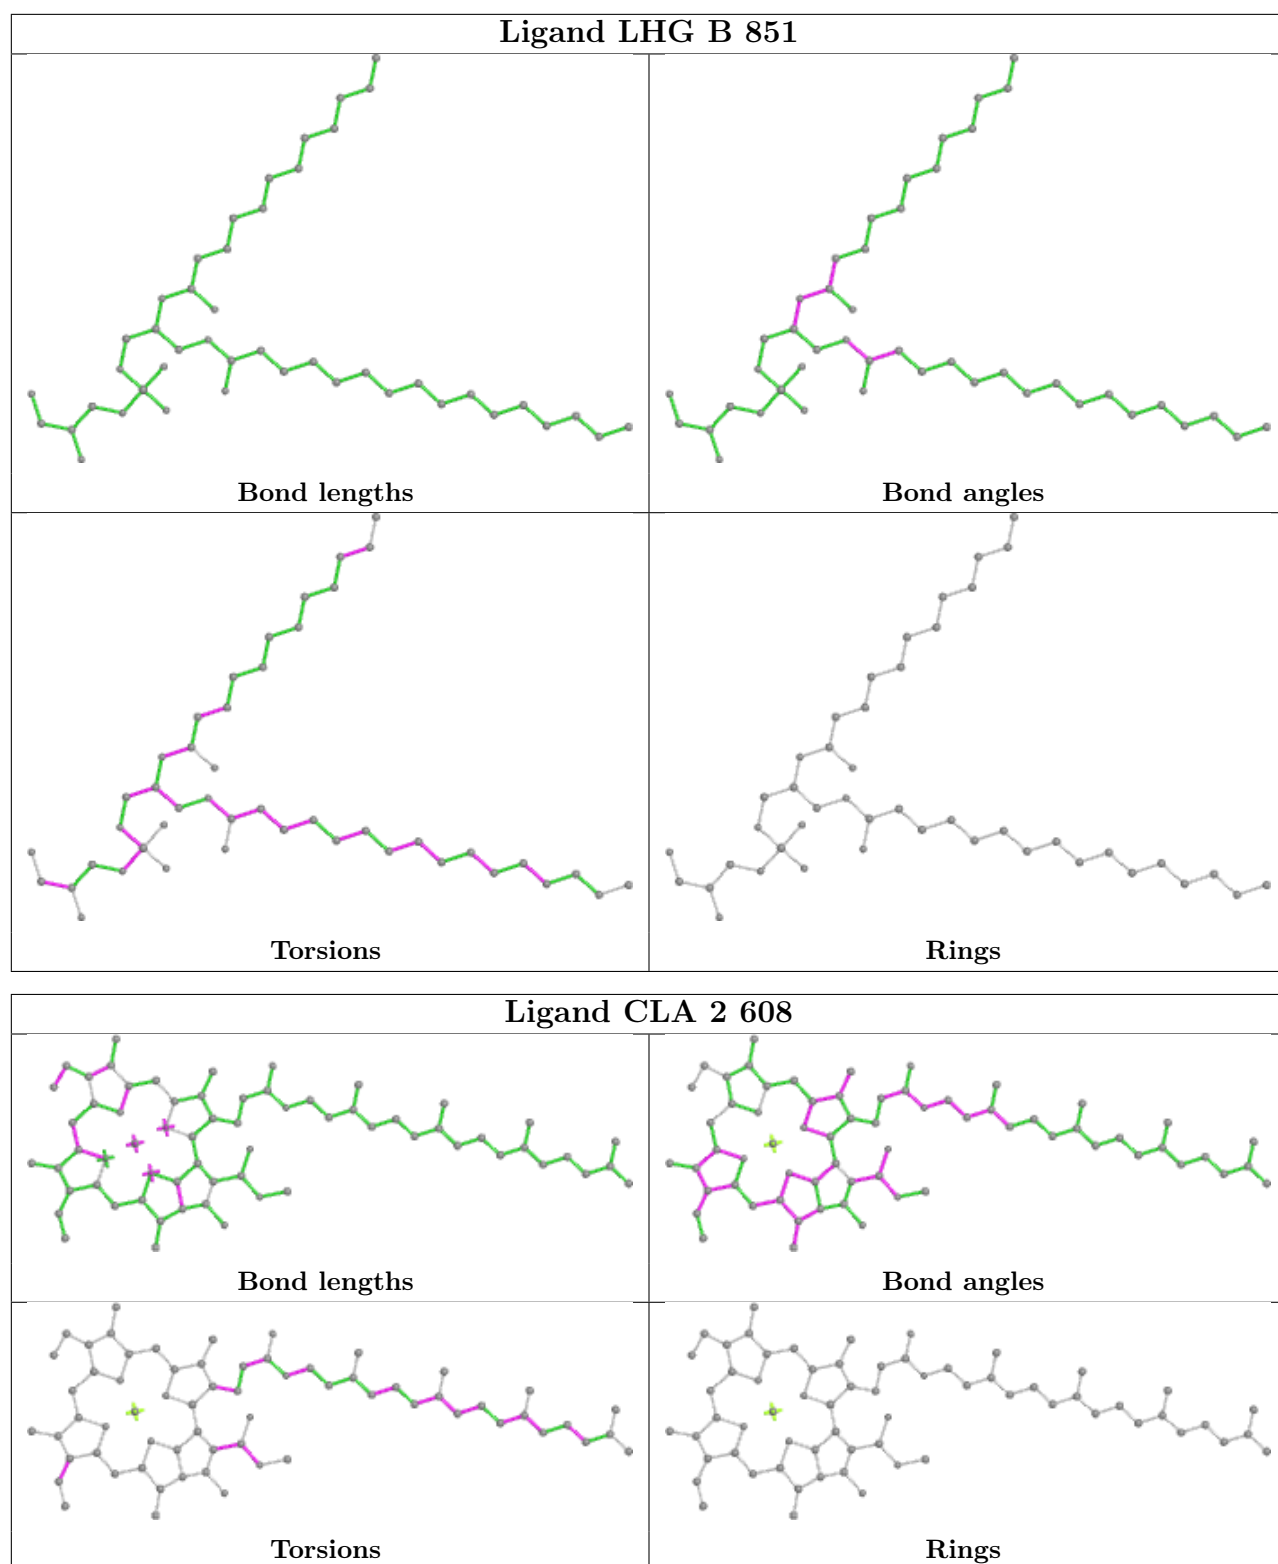 Ligand LHG B 851
Bond lengths
Bond angles
Torsions
Rings
Ligand CLA 2 608
Bond lengths
Bond angles
Torsions
Rings